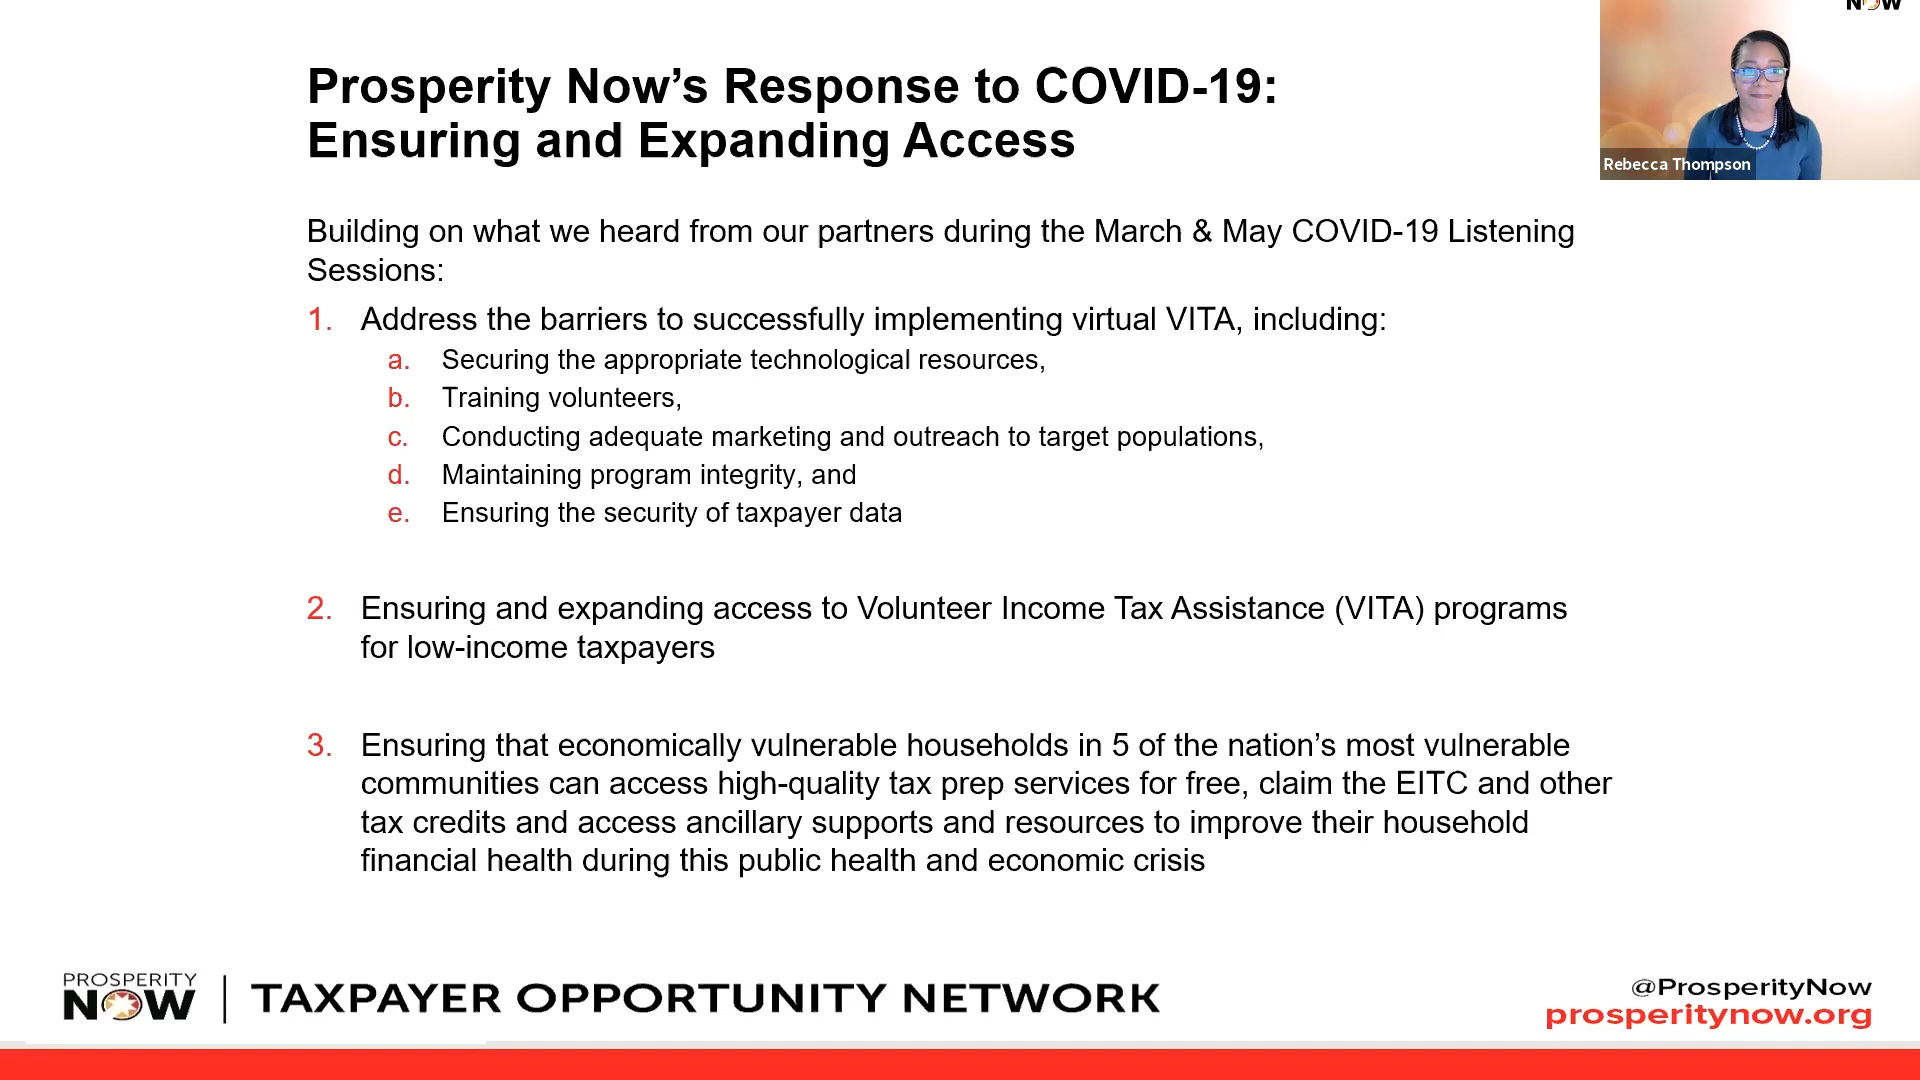 NOW
Prosperity Now’s Response to COVID-19:
Ensuring and Expanding Access
Rebecca Thompson
Building on what we heard from our partners during the March & May COVID-19 Listening
Sessions:
1. Address the barriers to successfully implementing virtual VITA, including:
a. Securing the appropriate technological resources,
b. Training volunteers,
c. Conducting adequate marketing and outreach to target populations,
d. Maintaining program integrity, and
e. Ensuring the security of taxpayer data
2. Ensuring and expanding access to Volunteer Income Tax Assistance (VITA) programs
for low-income taxpayers
3. Ensuring that economically vulnerable households in 5 of the nation’s most vulnerable
communities can access high-quality tax prep services for free, claim the EITC and other
tax credits and access ancillary supports and resources to improve their household
financial health during this public health and economic crisis
PROSPERITY
NOW | TAXPAYER OPPORTUNITY NETWORK
@ProsperityNow
prosperitynow.org